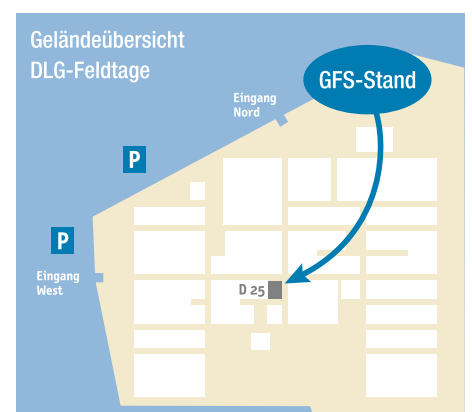 Geländeübersicht
DLG-Feldtage
GFS-Stand
Eingang
Nord
P
P
Eingang
West
D 25